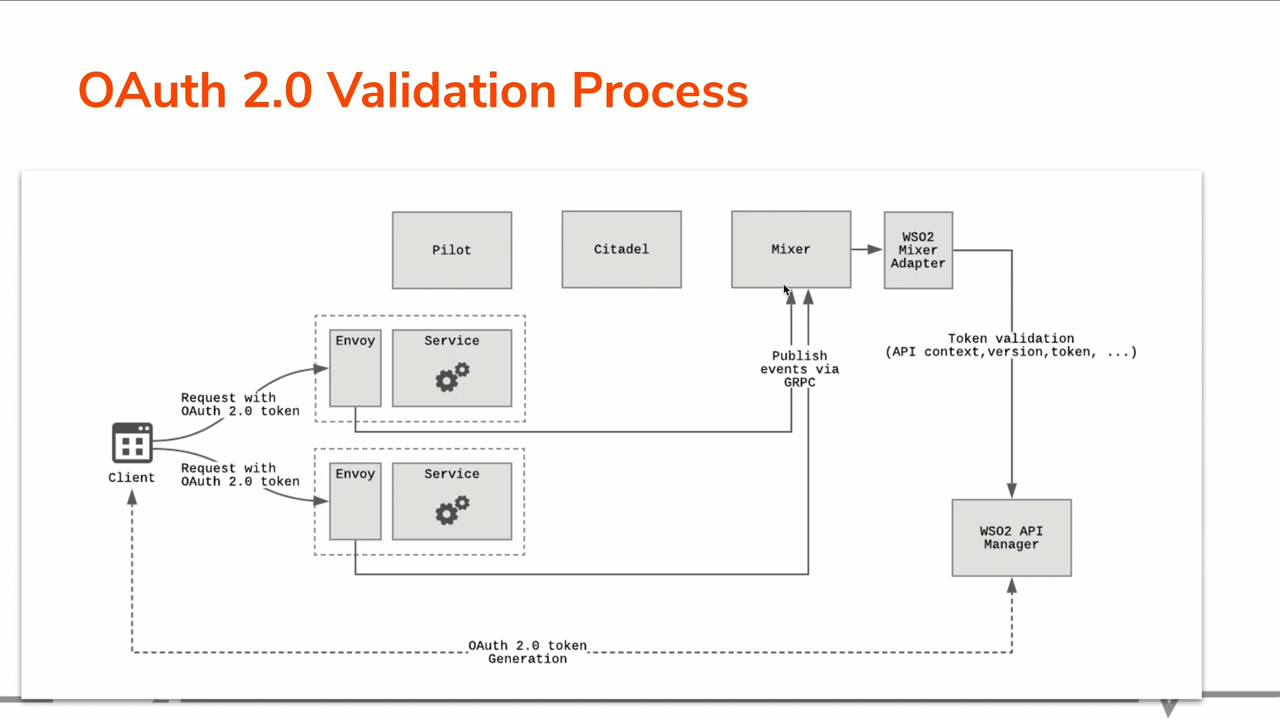 OAuth 2.0 Validation Process
Pilot
Citadel
Mixer
WSO2
Mixer
Adapter
Envoy
Service
Publish
events via
GRPC
Token validation
(API context,version,token, ...)
Request with
OAuth 2.0 token
Client
Request with
OAuth 2.0 token
Envoy
Service
WSO2 API
Manager
OAuth 2.0 token
Generation